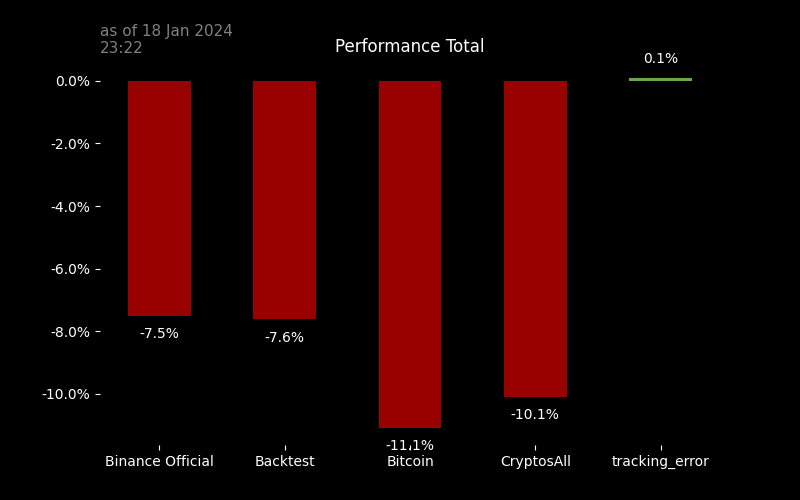 as of 18 Jan 2024
23:22
Performance Total
0.1%
0.0%
-2.0%
-4.0%
-6.0%
-8.0%
-10.0%
-7.5%
-7.6%
-11.1%
-10.1%
Binance Official
Backtest
Bitcoin
CryptosAll
tracking_error